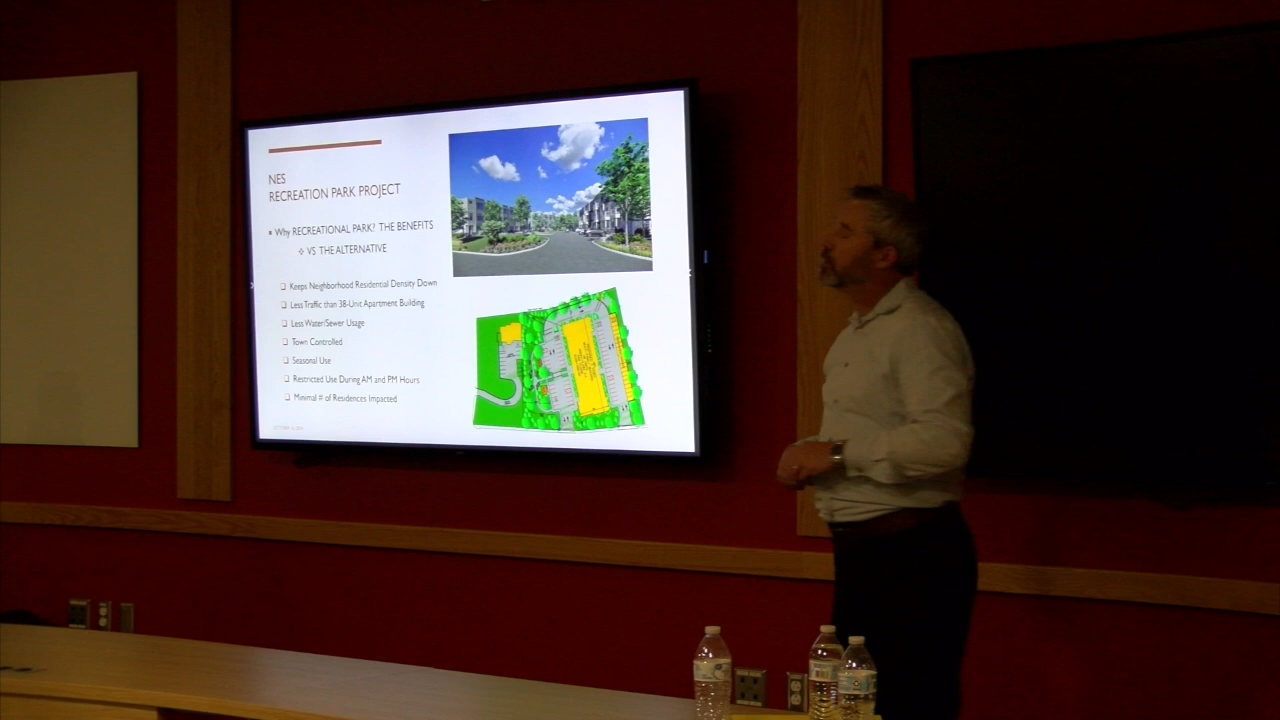 NES
RECREATION PARK PROJECT
Why RECREATIONAL PARK? THE BENEFITS
VS THE ALTERNATIVE
Keeps Neighborhood Residential Density Down
Less Traffic than 38-Unit Apartment Building
Less Water/Sewer Usage
Town Controlled
Seasonal Use
Restricted Use During AM and PM Hours
Minimal # of Residences Impacted